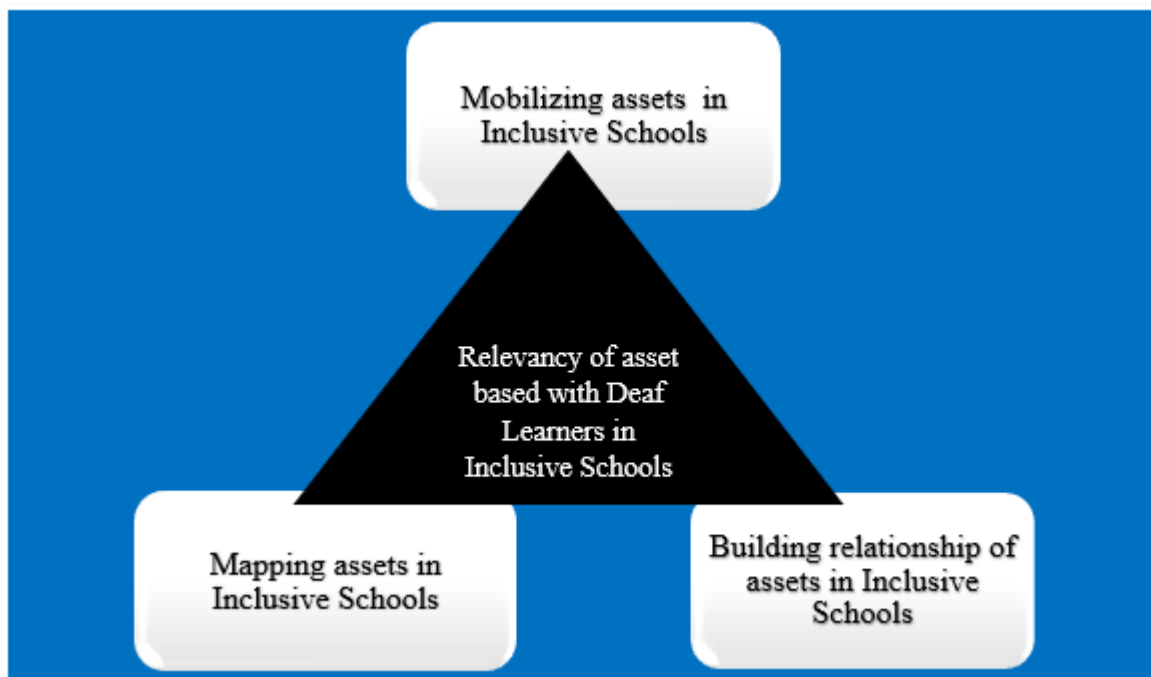 Mobilizing assets in
Inclusive Schools
Relevancy of asset
based with Deaf
Learners in
Inclusive Schools
Mapping assets in
Inclusive Schools
Building relationship of
assets in Inclusive
Schools